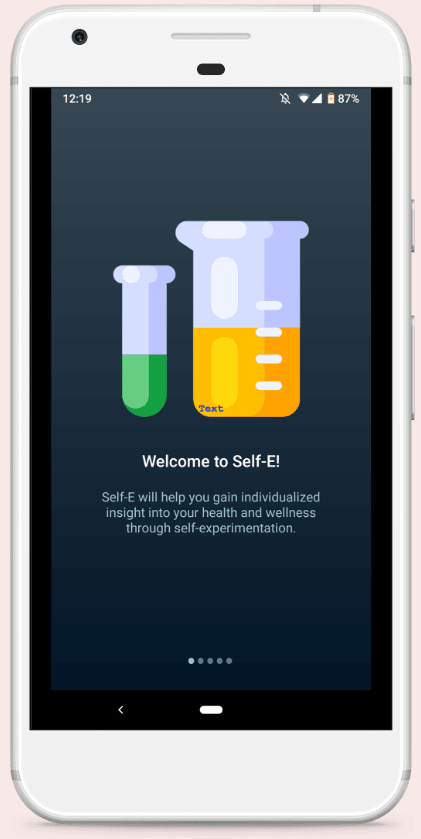 12:19 87%
Text
Welcome to Self-E!
Self-E will help you gain individualized
insight into your health and wellness
through self-experimentation.